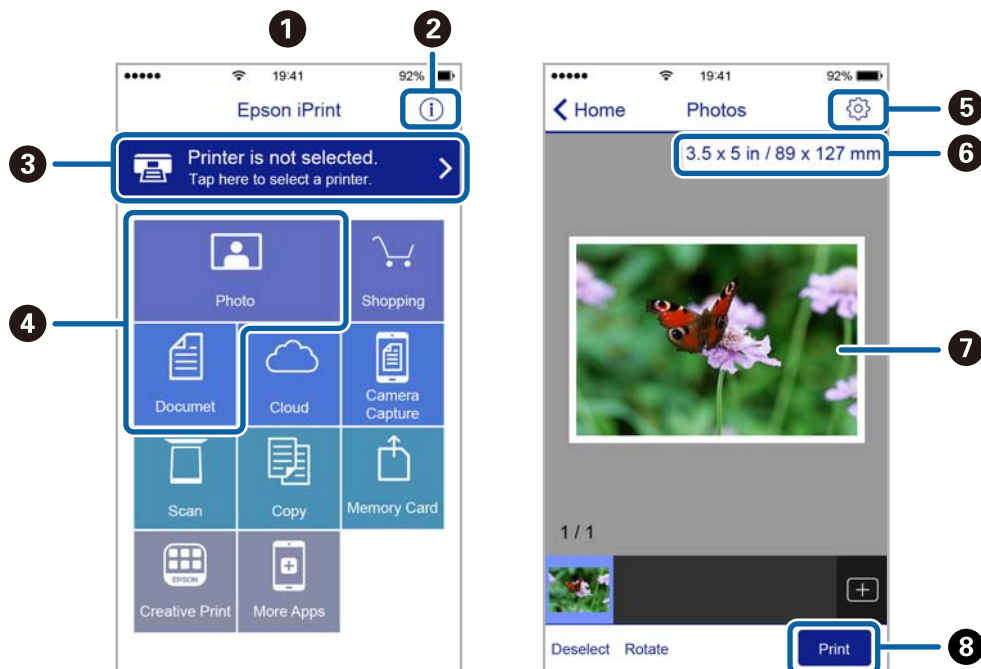 1
2
19:41
92%
Epson iPrint
3
Printer is not selected.
Tap here to select a printer.
4
Photo
Shopping
Documet
Cloud
Camera
Capture
Scan
Copy
Memory Card
EPSON
Creative Print
More Apps
19:41
92%
Home
Photos
5
3.5 x 5 in / 89 x 127 mm
6
7
1 / 1
Deselect
Rotate
Print
8